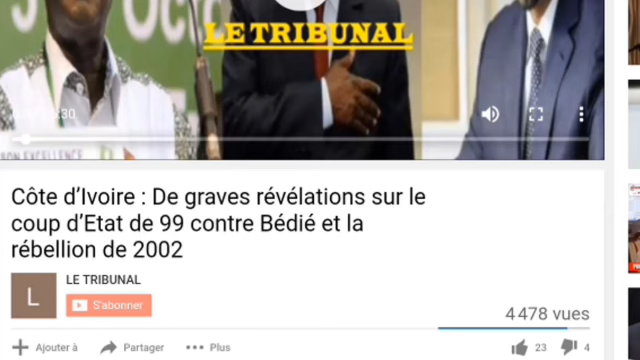 LE TRIBUNAL
:30
Côte d’Ivoire : De graves révélations sur le
coup d’Etat de 99 contre Bédié et la
rébellion de 2002
L
LE TRIBUNAL
S'abonner
4 478 vues
Ajouter à
Partager
Plus
23
4